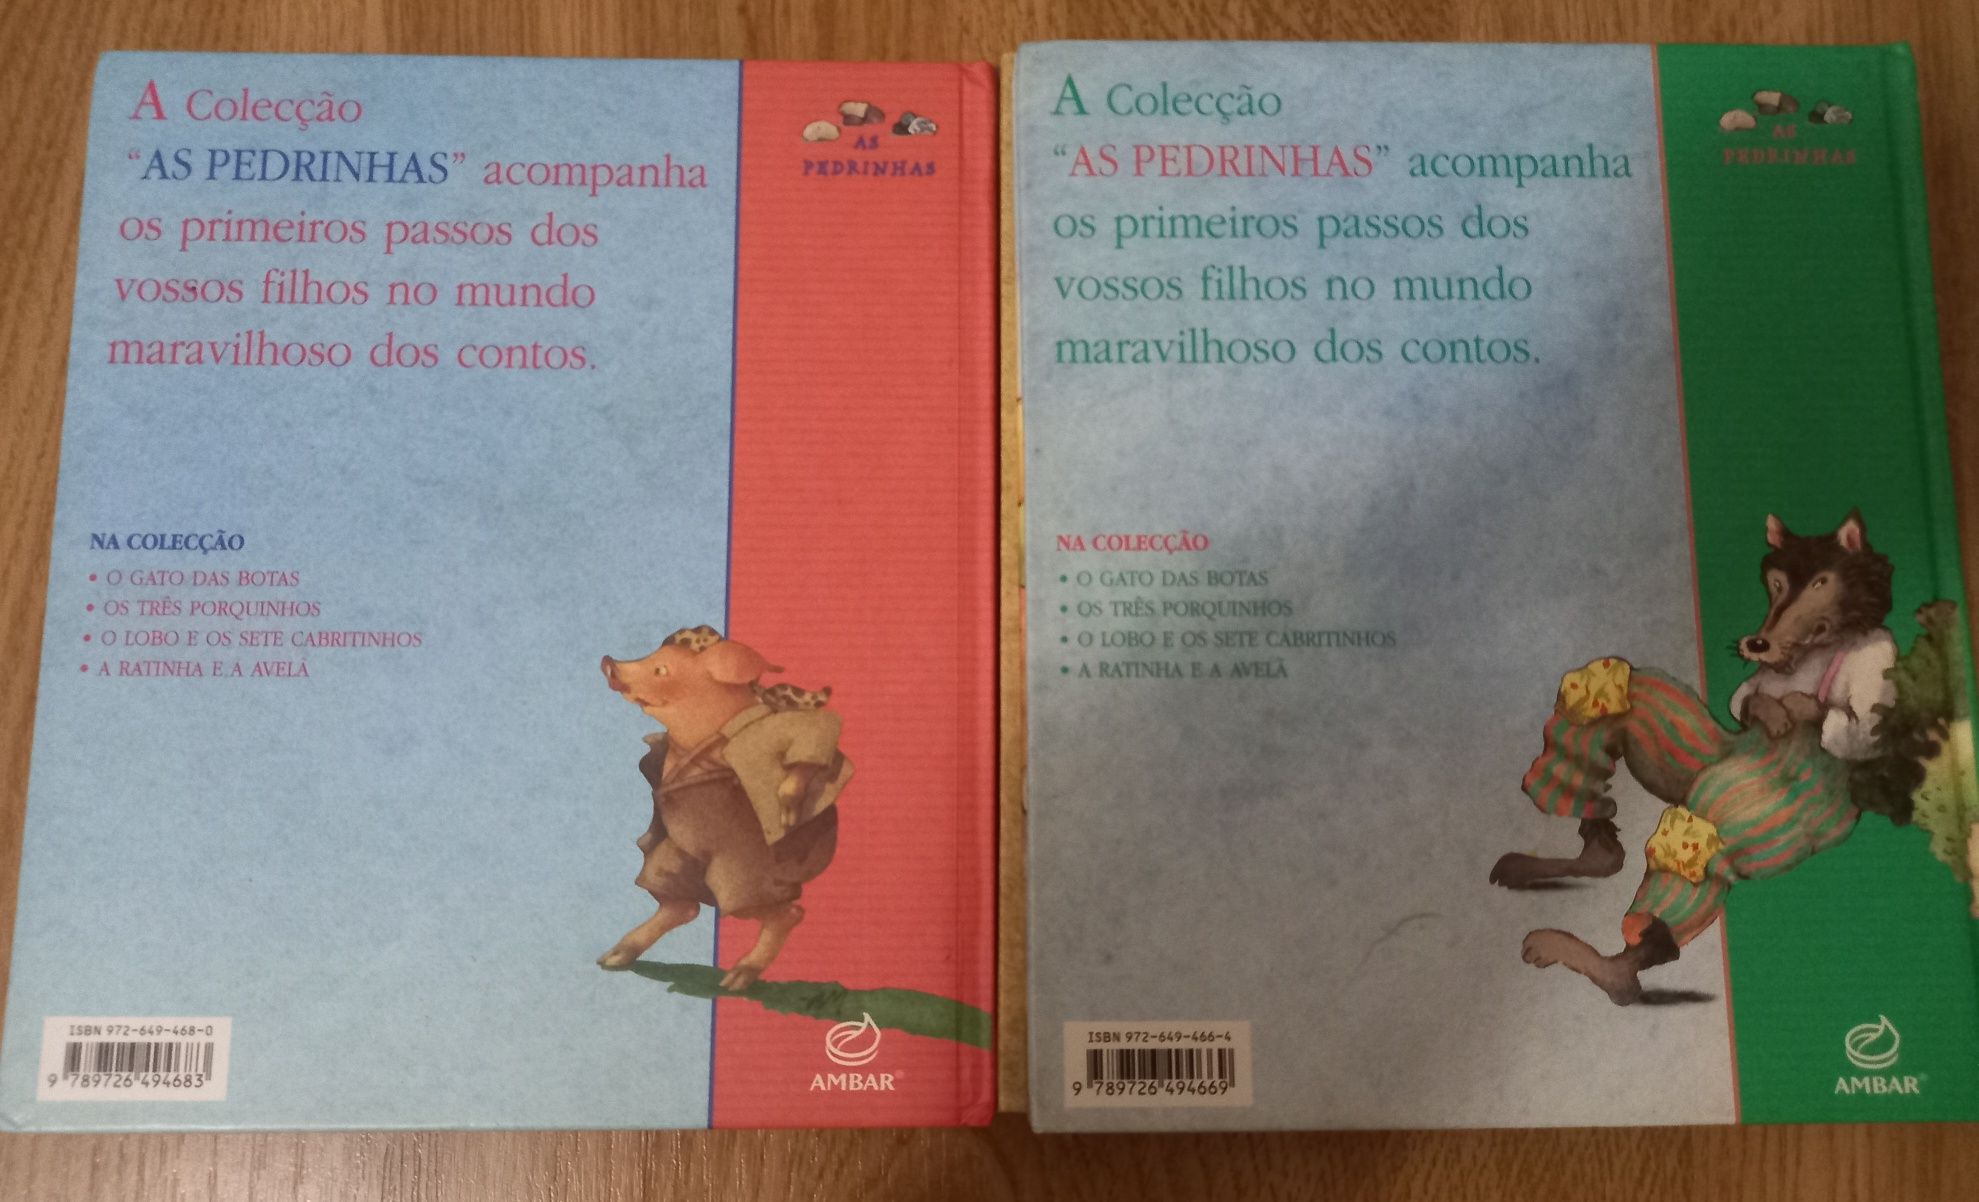 A Colecção
"AS PEDRINHAS" acompanha
os primeiros passos dos
vossos filhos no mundo
maravilhoso dos contos.
AS
PEDRINHAS
NA COLECÇÃO
• O GATO DAS BOTAS
• OS TRÊS PORQUINHOS
• O LOBO E OS SETE CABRITINHOS
• A RATINHA E A AVELÃ
ISBN 972-649-468-0
9 789726 494683
AMBAR®
A Colecção
"AS PEDRINHAS" acompanha
os primeiros passos dos
vossos filhos no mundo
maravilhoso dos contos.
AS
PEDRINHAS
NA COLECÇÃO
• O GATO DAS BOTAS
• OS TRÊS PORQUINHOS
• O LOBO E OS SETE CABRITINHOS
• A RATINHA E A AVELÃ
ISBN 972-649-466-4
9 789726 494669
AMBAR®